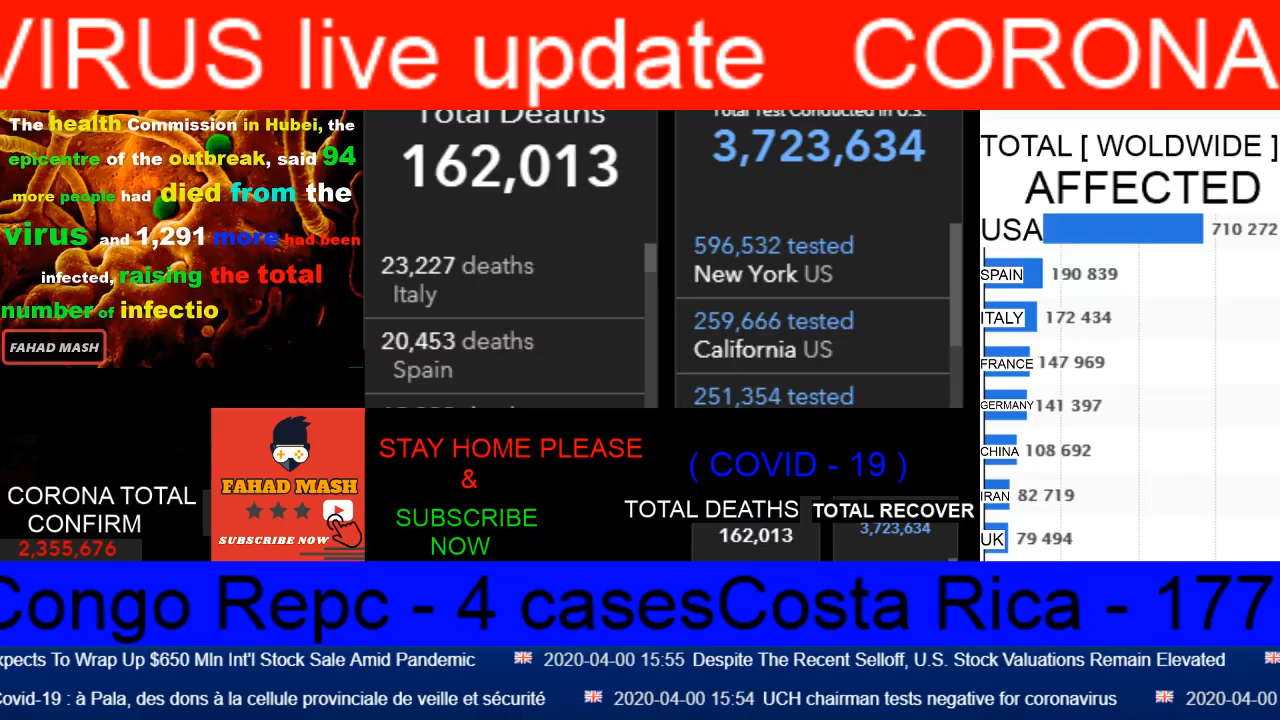 VIRUS live update CORONA
The health Commission in Hubei, the
epicentre of the outbreak, said 94
more people had died from the
virus and 1,291 more had been
infected, raising the total
number of infectio
FAHAD MASH
Total Deaths
162,013
23,227 deaths
Italy
20,453 deaths
Spain
Total Test Conducted in U.S.
3,723,634
596,532 tested
New York US
259,666 tested
California US
251,354 tested
TOTAL [ WOLDWIDE ]
AFFECTED
USA 710 272
SPAIN 190 839
ITALY 172 434
FRANCE 147 969
GERMANY 141 397
CHINA 108 692
IRAN 82 719
UK 79 494
CORONA TOTAL
CONFIRM
2,355,676
FAHAD MASH
SUBSCRIBE NOW
STAY HOME PLEASE
&
SUBSCRIBE
NOW
( COVID - 19 )
TOTAL DEATHS
162,013
TOTAL RECOVER
3,723,634
Congo Repc - 4 casesCosta Rica - 177
xpects To Wrap Up $650 Mln Int'l Stock Sale Amid Pandemic 2020-04-00 15:55 Despite The Recent Selloff, U.S. Stock Valuations Remain Elevated
Covid-19 : à Pala, des dons à la cellule provinciale de veille et sécurité 2020-04-00 15:54 UCH chairman tests negative for coronavirus 2020-04-00